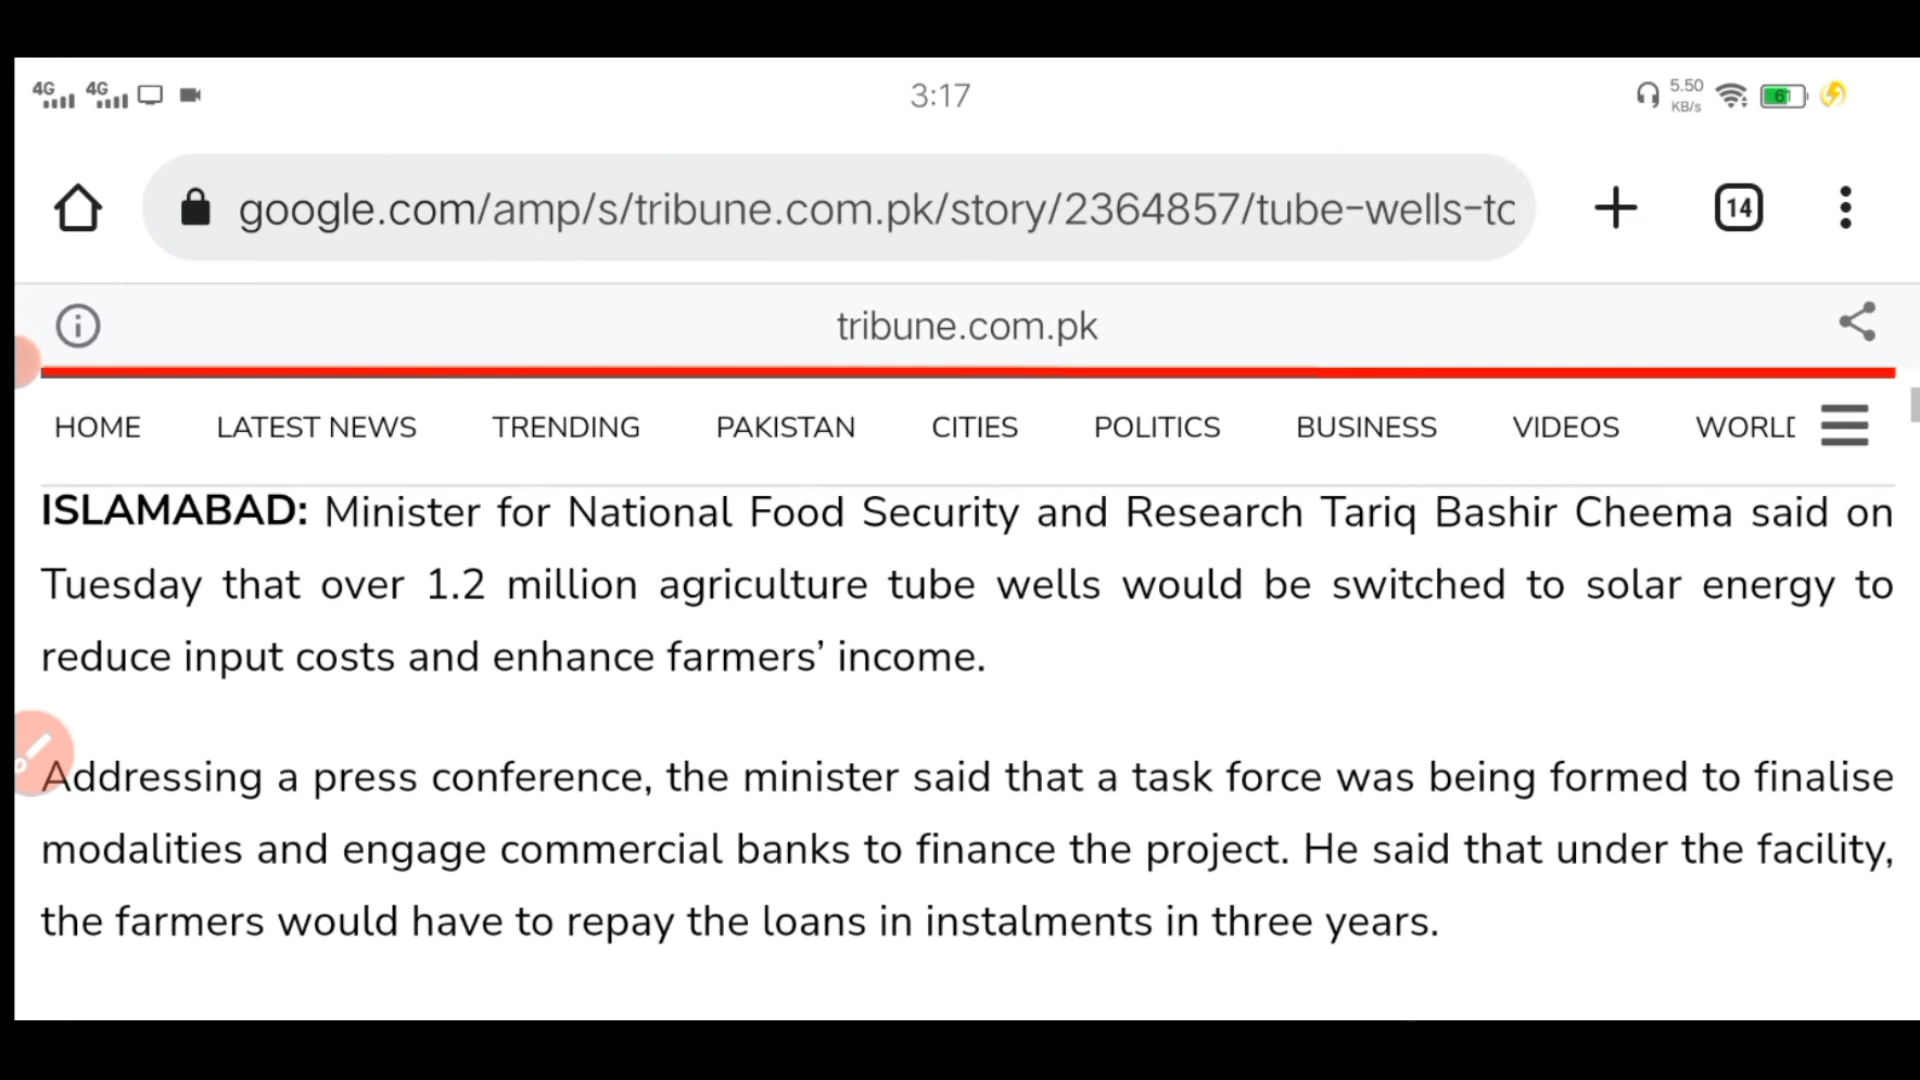 4G 4G 3:17 5.50 KB/s 61
google.com/amp/s/tribune.com.pk/story/2364857/tube-wells-to 14
tribune.com.pk
HOME LATEST NEWS TRENDING PAKISTAN CITIES POLITICS BUSINESS VIDEOS WORLD
ISLAMABAD: Minister for National Food Security and Research Tariq Bashir Cheema said on
Tuesday that over 1.2 million agriculture tube wells would be switched to solar energy to
reduce input costs and enhance farmers’ income.
Addressing a press conference, the minister said that a task force was being formed to finalise
modalities and engage commercial banks to finance the project. He said that under the facility,
the farmers would have to repay the loans in instalments in three years.